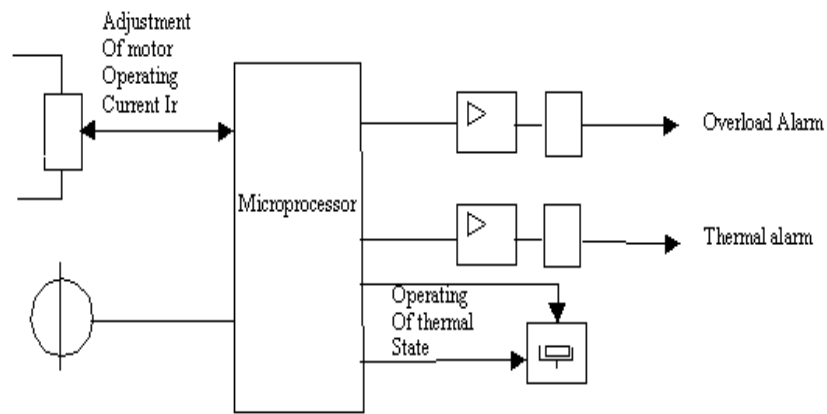 Adjustment
Of motor
Operating
Current Ir
Overload Alarm
Microprocessor
Thermal alarm
Operating
Of thermal
State